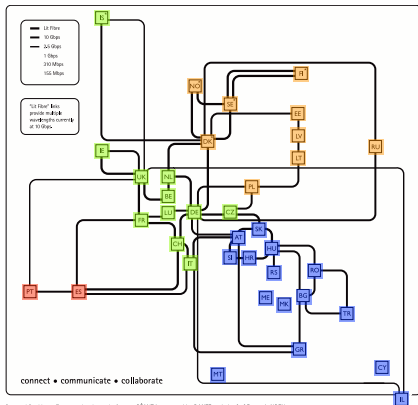 IS
Lit Fibre
10 Gbps
2.5 Gbps
1 Gbps
310 Mbps
155 Mbps
"Lit Fibre" links
provide multiple
wavelengths currently
at 10 Gbps.
FI
NO
SE
EE
LV
LT
DK
RU
IE
UK
NL
BE
PL
LU
DE
CZ
FR
SK
AT
CH
HU
SI
HR
IT
RS
RO
PT
ES
ME
MK
BG
TR
GR
MT
CY
IL
connect • communicate • collaborate